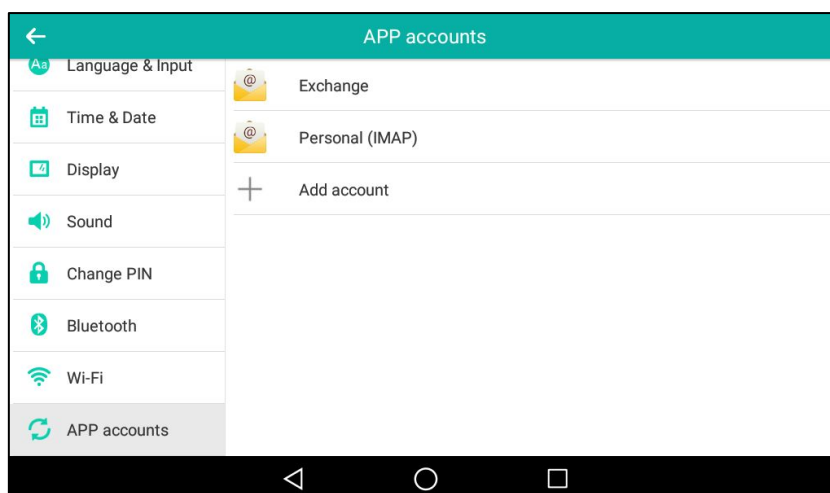 APP accounts
Aa
Language & Input
Time & Date
Display
Sound
Change PIN
Bluetooth
Wi-Fi
APP accounts
@
Exchange
@
Personal (IMAP)
Add account